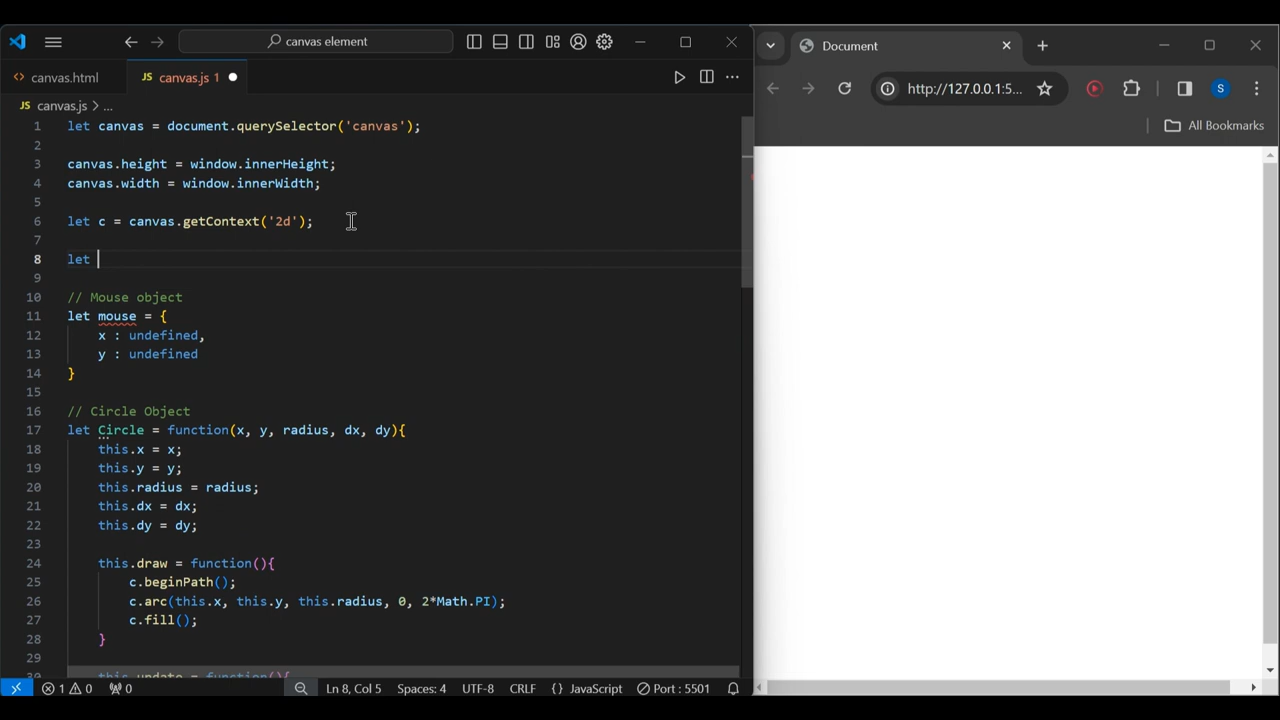 canvas element
canvas.html
JS canvas.js 1
JS canvas.js > ...
1 let canvas = document.querySelector('canvas');
2
3 canvas.height = window.innerHeight;
4 canvas.width = window.innerWidth;
5
6 let c = canvas.getContext('2d');
7
8 let
9
10 // Mouse object
11 let mouse = {
12 x : undefined,
13 y : undefined
14 }
15
16 // Circle Object
17 let Circle = function(x, y, radius, dx, dy){
18 this.x = x;
19 this.y = y;
20 this.radius = radius;
21 this.dx = dx;
22 this.dy = dy;
23
24 this.draw = function(){
25 c.beginPath();
26 c.arc(this.x, this.y, this.radius, 0, 2*Math.PI);
27 c.fill();
28 }
29
30 this.update = function(){
1 0 0 Ln 8, Col 5 Spaces: 4 UTF-8 CRLF {} JavaScript Port : 5501
Document
http://127.0.0.1:5... S
All Bookmarks